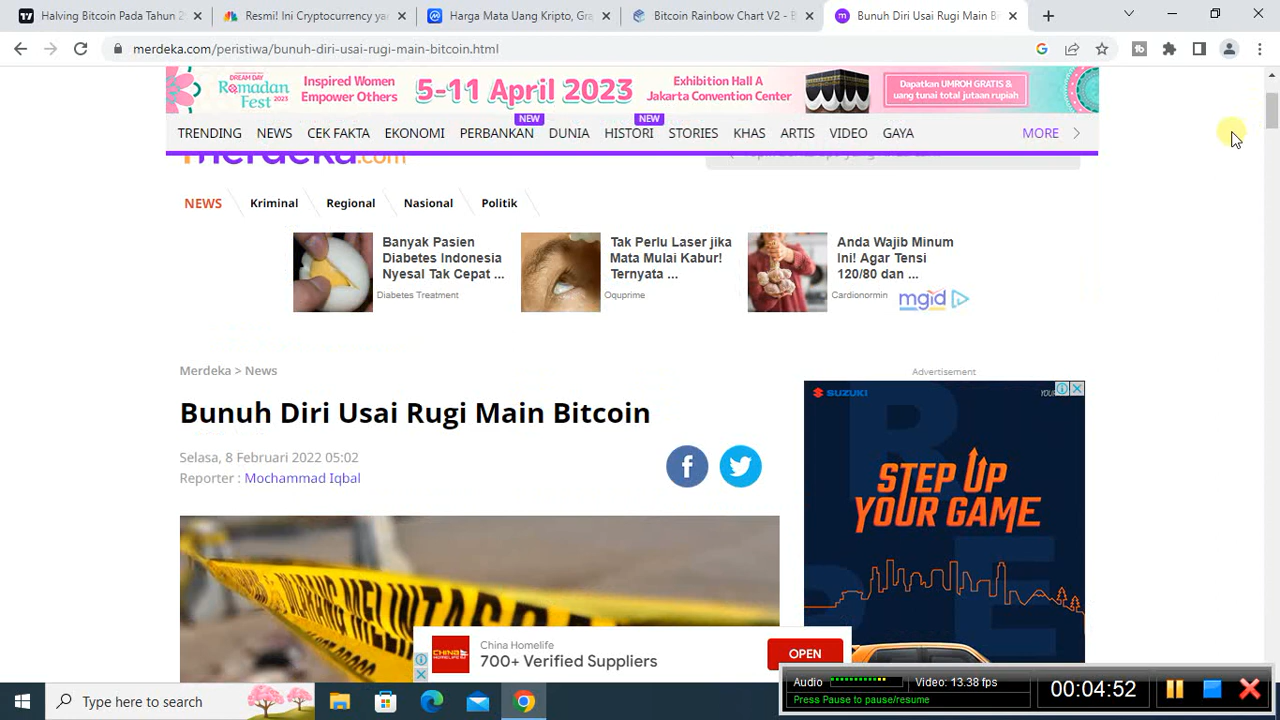 Halving Bitcoin Pada Tahun 2
Resmi! Ini Cryptocurrency yan
Harga Mata Uang Kripto, Gra
Bitcoin Rainbow Chart V2 - B
Bunuh Diri Usai Rugi Main Bit
merdeka.com/peristiwa/bunuh-diri-usai-rugi-main-bitcoin.html
DREAM DAY
Ramadan
Fest 2023
Inspired Women
Empower Others
5-11 April 2023
Exhibition Hall A
Jakarta Convention Center
Dapatkan UMROH GRATIS &
uang tunai total jutaan rupiah
NEW
NEW
TRENDING NEWS CEK FAKTA EKONOMI PERBANKAN DUNIA HISTORI STORIES KHAS ARTIS VIDEO GAYA MORE
merdeka.com
NEWS Kriminal Regional Nasional Politik
Banyak Pasien
Diabetes Indonesia
Nyesal Tak Cepat ...
Diabetes Treatment
Tak Perlu Laser jika
Mata Mulai Kabur!
Ternyata ...
Oquprime
Anda Wajib Minum
Ini! Agar Tensi
120/80 dan ...
Cardionormin
mgid
Merdeka > News
Advertisement
Bunuh Diri Usai Rugi Main Bitcoin
Selasa, 8 Februari 2022 05:02
Reporter : Mochammad Iqbal
SUZUKI
STEP UP
YOUR GAME
China Homelife
700+ Verified Suppliers
OPEN
CHINA
HOMELIFE
Audio
Video: 13.38 fps
Press Pause to pause/resume
00:04:52